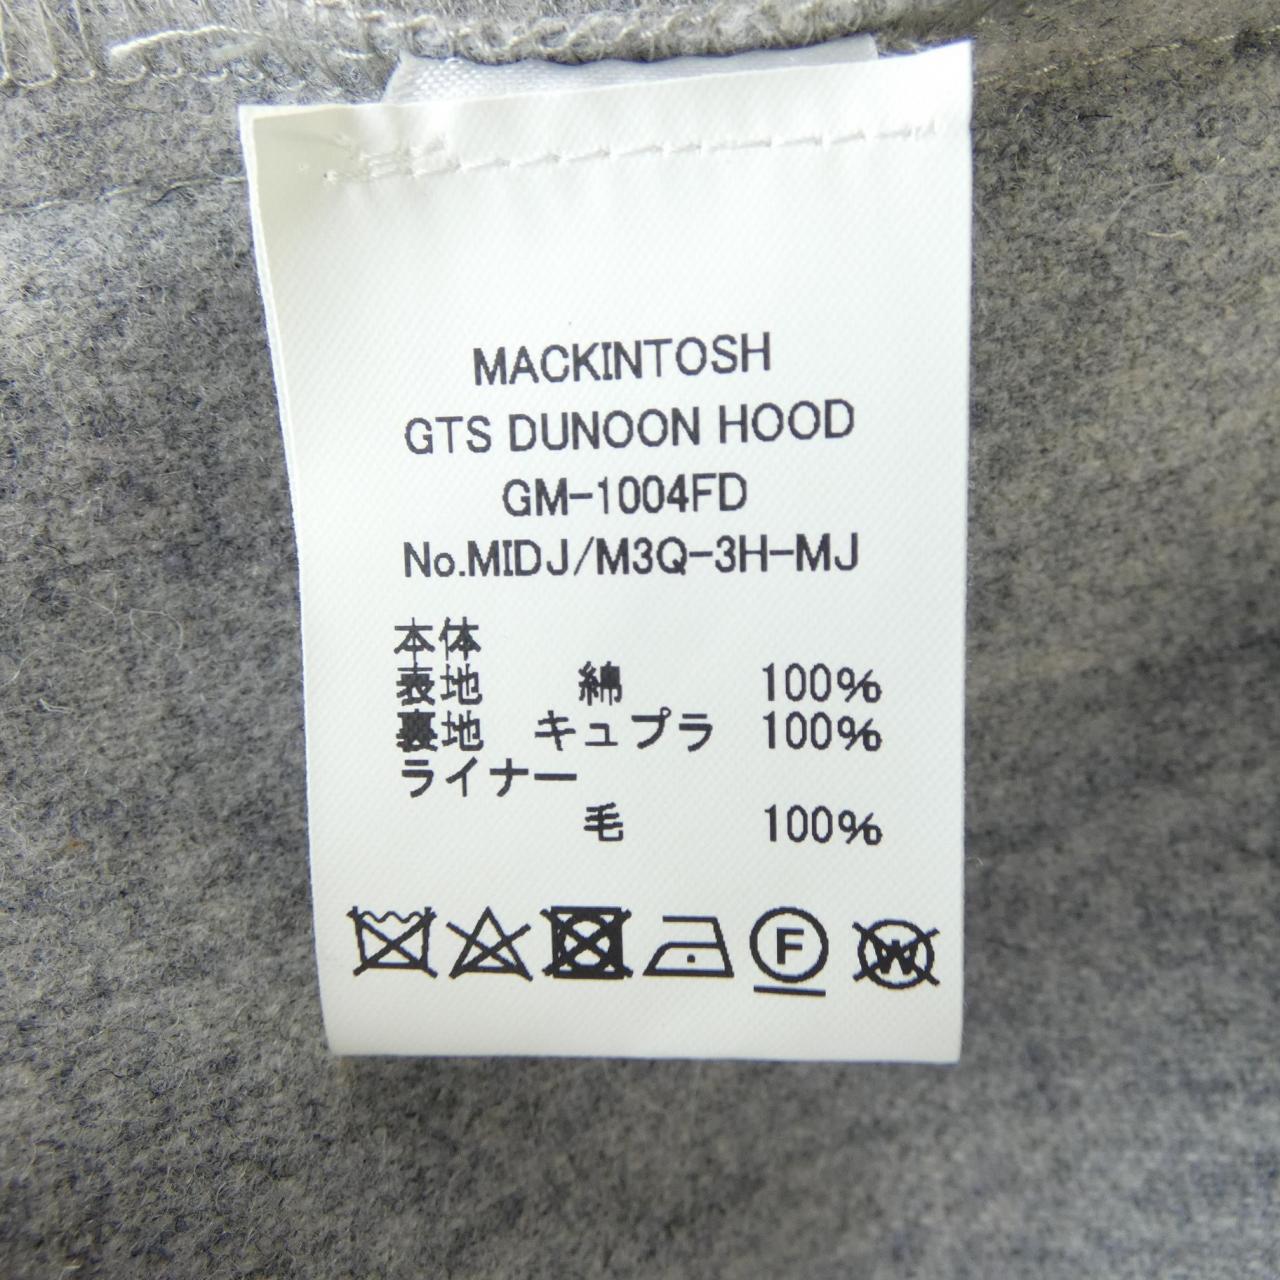 MACKINTOSH
GTS DUNOON HOOD
GM-1004FD
No.MIDJ/M3Q-3H-MJ
本体
表地 綿 100%
裏地 キュプラ 100%
ライナー
毛 100%
F W